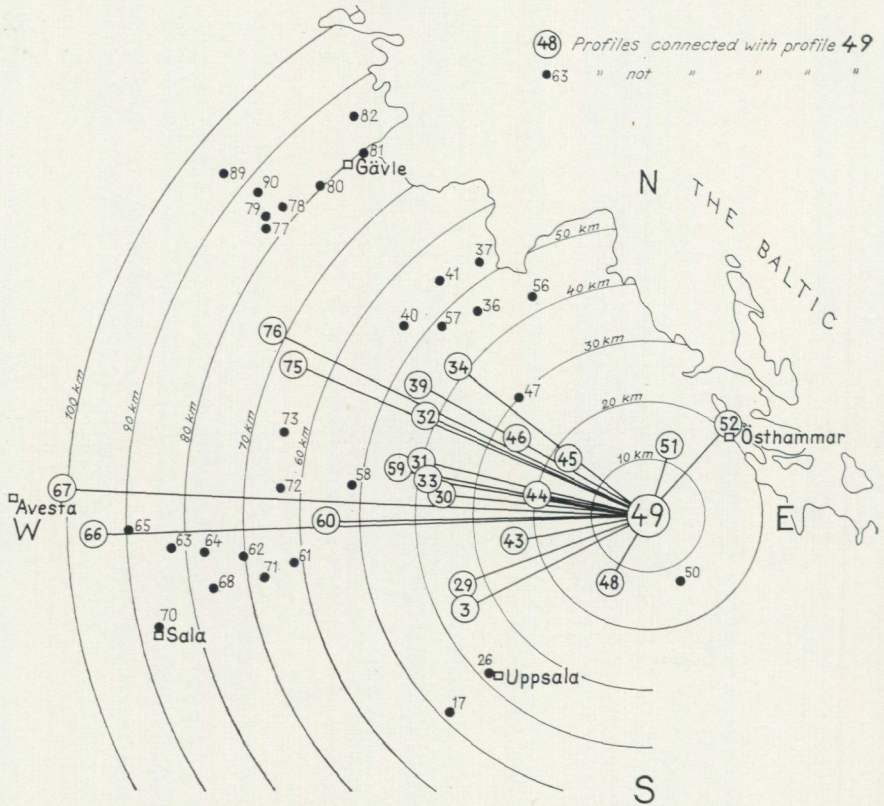 48 Profiles connected with profile 49
63 " not " " " "
82
81
Gävle
89
90
80
79
78
77
N
THE BALTIC
50 km
37
41
40 km
56
36
40
57
76
30 km
75
34
39
47
100 km
90 km
80 km
70 km
60 km
20 km
32
52
Östhammar
73
46
51
45
10 km
31
59
58
33
72
67
30
44
Avesta
W
49
E
60
65
66
43
63
64
62
61
71
68
29
48
50
3
70
Sala
26
Uppsala
17
S